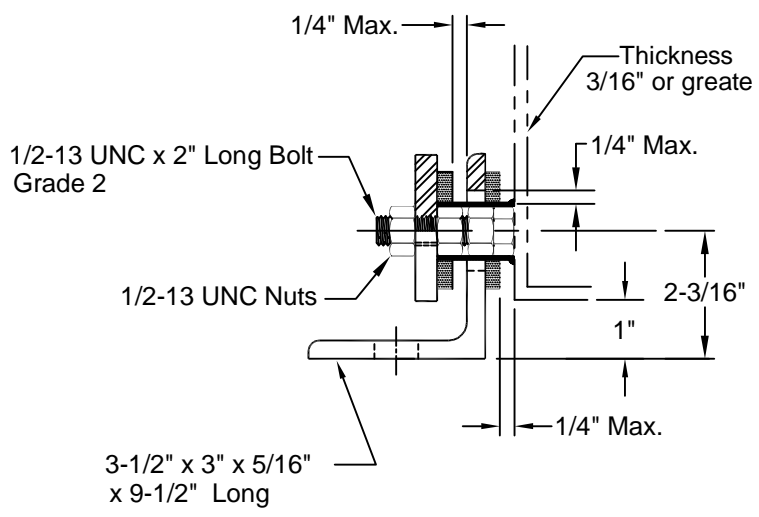 1/4" Max.
Thickness
3/16" or greate
1/2-13 UNC x 2" Long Bolt
Grade 2
1/4" Max.
1/2-13 UNC Nuts
2-3/16"
1"
1/4" Max.
3-1/2" x 3" x 5/16"
x 9-1/2" Long